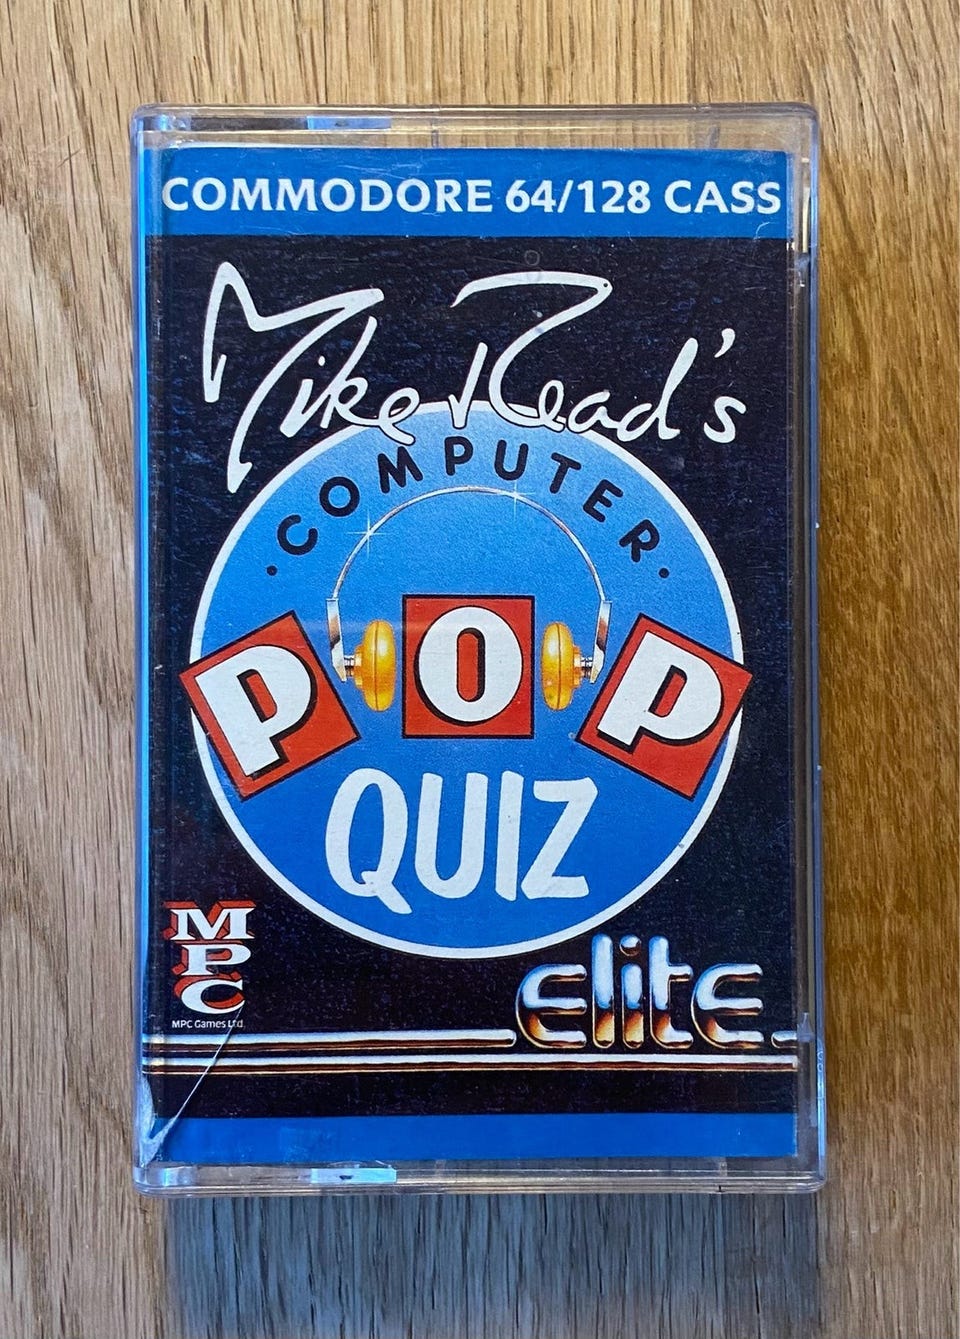 COMMODORE 64/128 CASS
Mike Read's
·COMPUTER·
POP
QUIZ
MPC
MPC Games Ltd.
elite